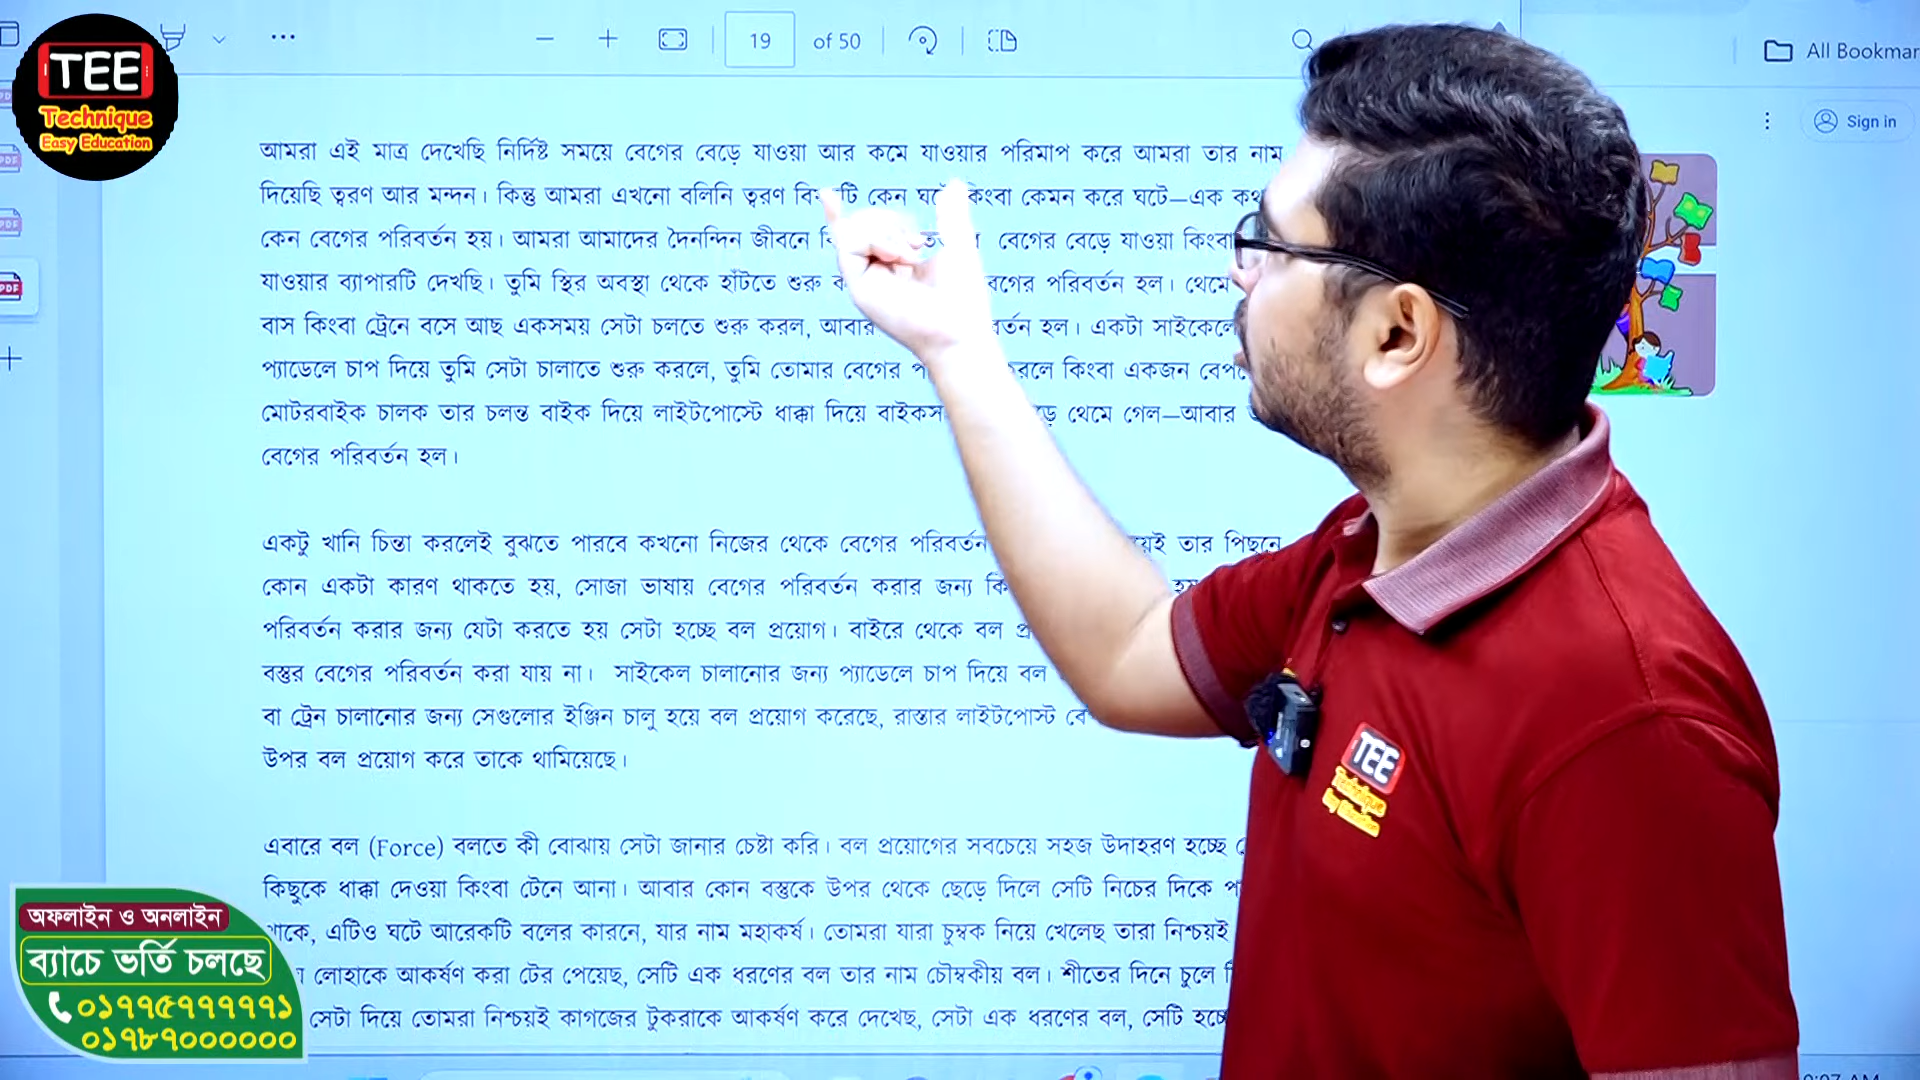 TEE
Technique
Easy Education
19 of 50
All Bookmar
Sign in
আমরা এই মাত্র দেখেছি নির্দিষ্ট সময়ে বেগের বেড়ে যাওয়া আর কমে যাওয়ার পরিমাপ করে আমরা তার নাম
দিয়েছি ত্বরণ আর মন্দন। কিন্তু আমরা এখনো বলিনি ত্বরণ কেন কিংবা কেমন করে ঘটে—এক
কেন বেগের পরিবর্তন হয়। আমরা আমাদের দৈনন্দিন জীবনে বেগের বেড়ে যাওয়া কিংবা
যাওয়ার ব্যাপারটি দেখছি। তুমি স্থির অবস্থা থেকে হাঁটতে শুরু পরিবর্তন হল। থেমে
বাস কিংবা ট্রেনে বসে আছ একসময় সেটা চলতে শুরু করল, আবার হল। একটা
প্যাডেলে চাপ দিয়ে তুমি সেটা চালাতে শুরু করলে, তুমি তোমার বেগের কিংবা একজন
মোটরবাইক চালক তার চলন্ত বাইক দিয়ে লাইটপোস্টে ধাক্কা দিয়ে থেমে গেল—আবার
বেগের পরিবর্তন হল।
একটু খানি চিন্তা করলেই বুঝতে পারবে কখনো নিজের থেকে বেগের পরিবর্তন তার পিছনে
কোন একটা কারণ থাকতে হয়, সোজা ভাষায় বেগের পরিবর্তন করার জন্য
পরিবর্তন করার জন্য যেটা করতে হয় সেটা হচ্ছে বল প্রয়োগ। বাইরে থেকে বল
বস্তুর বেগের পরিবর্তন করা যায় না। সাইকেল চালানোর জন্য প্যাডেলে চাপ দিয়ে বল
বা ট্রেন চালানোর জন্য সেগুলোর ইঞ্জিন চালু হয়ে বল প্রয়োগ করেছে, রাস্তার লাইটপোস্ট
উপর বল প্রয়োগ করে তাকে থামিয়েছে।
এবারে বল (Force) বলতে কী বোঝায় সেটা জানার চেষ্টা করি। বল প্রয়োগের সবচেয়ে সহজ উদাহরণ হচ্ছে
কিছুকে ধাক্কা দেওয়া কিংবা টেনে আনা। আবার কোন বস্তুকে উপর থেকে ছেড়ে দিলে সেটি নিচের দিকে
থাকে, এটিও ঘটে আরেকটি বলের কারনে, যার নাম মহাকর্ষ। তোমরা যারা চুম্বক নিয়ে খেলেছ তারা নিশ্চয়ই
লোহাকে আকর্ষণ করা টের পেয়েছ, সেটি এক ধরণের বল তার নাম চৌম্বকীয় বল। শীতের দিনে চুলে
সেটা দিয়ে তোমরা নিশ্চয়ই কাগজের টুকরাকে আকর্ষণ করে দেখেছ, সেটা এক ধরণের বল, সেটি হচ্ছে
TEE
Technique
Easy Education
অফলাইন ও অনলাইন
ব্যাচে ভর্তি চলছে
০১৭৭৫৭৭৭৭৭১
০১৭৮৭০০০০০০